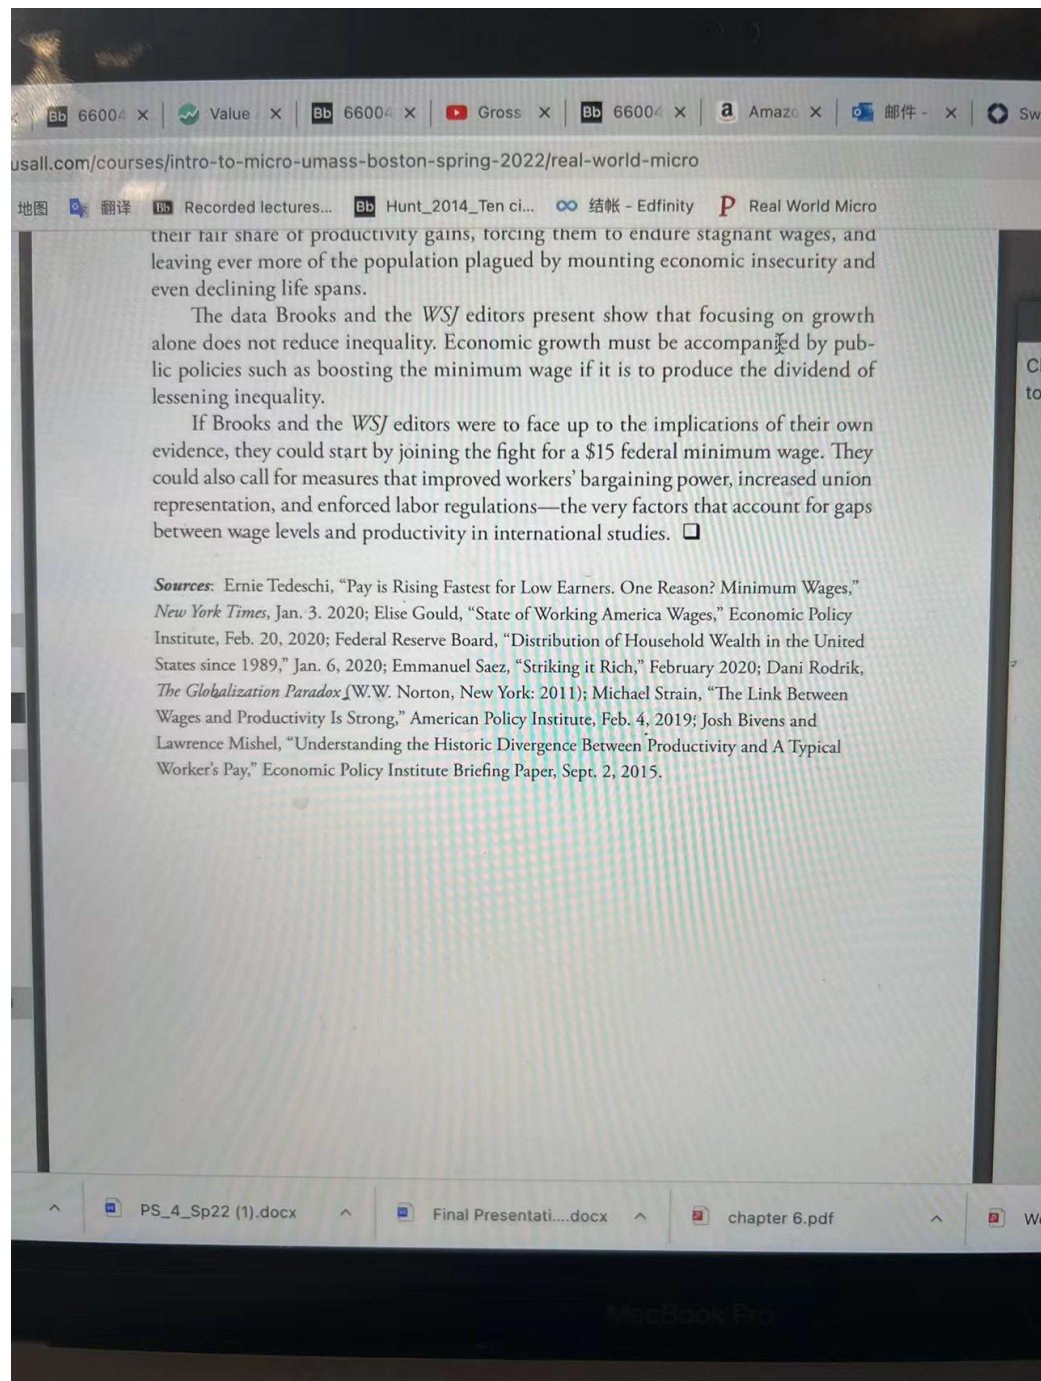 6600 Value 6600 Gross 6600 a Amaz 邮件 - Sw
usall.com/courses/intro-to-micro-umass-boston-spring-2022/real-world-micro
地图 翻译 Recorded lectures... Hunt_2014_Ten ci... 结帐 - Edfinity P Real World Micro
their fair share of productivity gains, forcing them to endure stagnant wages, and
leaving ever more of the population plagued by mounting economic insecurity and
even declining life spans.
The data Brooks and the WSJ editors present show that focusing on growth
alone does not reduce inequality. Economic growth must be accompanied by pub-
lic policies such as boosting the minimum wage if it is to produce the dividend of
lessening inequality.
If Brooks and the WSJ editors were to face up to the implications of their own
evidence, they could start by joining the fight for a $15 federal minimum wage. They
could also call for measures that improved workers' bargaining power, increased union
representation, and enforced labor regulations—the very factors that account for gaps
between wage levels and productivity in international studies. ❏
Sources: Ernie Tedeschi, “Pay is Rising Fastest for Low Earners. One Reason? Minimum Wages,”
New York Times, Jan. 3. 2020; Elise Gould, “State of Working America Wages,” Economic Policy
Institute, Feb. 20, 2020; Federal Reserve Board, “Distribution of Household Wealth in the United
States since 1989,” Jan. 6, 2020; Emmanuel Saez, “Striking it Rich,” February 2020; Dani Rodrik,
The Globalization Paradox (W.W. Norton, New York: 2011); Michael Strain, “The Link Between
Wages and Productivity Is Strong,” American Policy Institute, Feb. 4, 2019; Josh Bivens and
Lawrence Mishel, “Understanding the Historic Divergence Between Productivity and A Typical
Worker's Pay,” Economic Policy Institute Briefing Paper, Sept. 2, 2015.
PS_4_Sp22 (1).docx Final Presentati....docx chapter 6.pdf
MacBook Pro